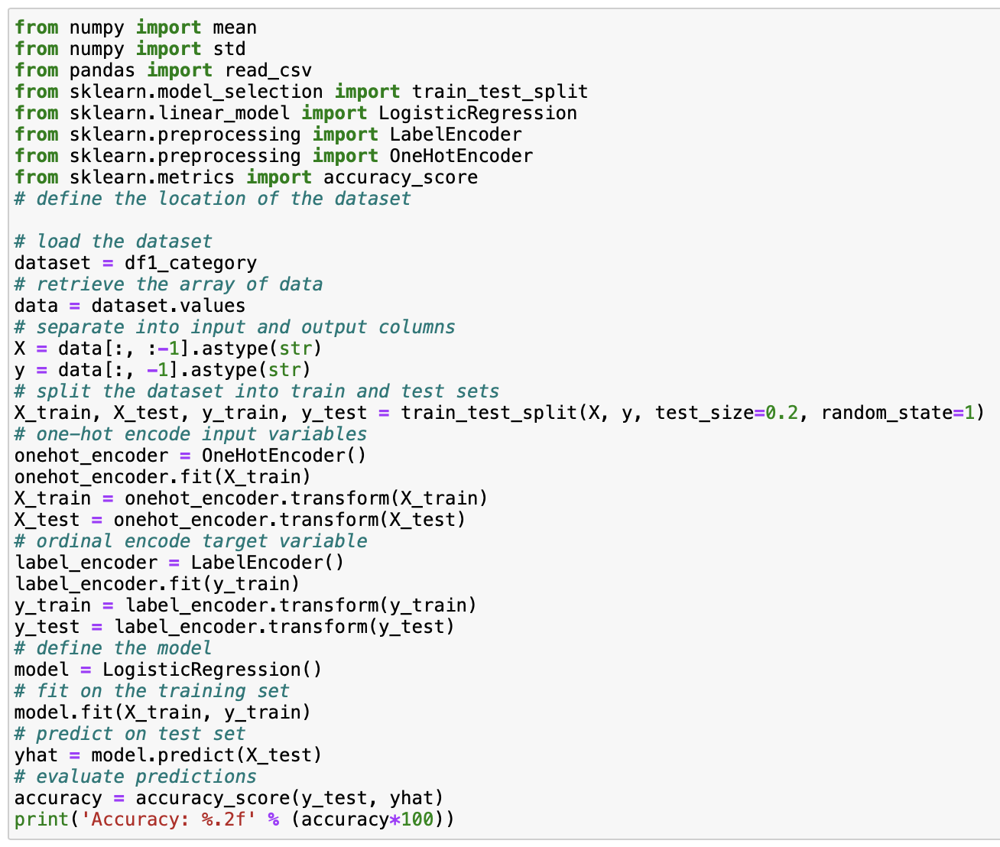 from numpy import mean
from numpy import std
from pandas import read_csv
from sklearn.model_selection import train_test_split
from sklearn.linear_model import LogisticRegression
from sklearn.preprocessing import LabelEncoder
from sklearn.preprocessing import OneHotEncoder
from sklearn.metrics import accuracy_score
# define the location of the dataset

# load the dataset
dataset = df1_category
# retrieve the array of data
data = dataset.values
# separate into input and output columns
X = data[:, :-1].astype(str)
y = data[:, -1].astype(str)
# split the dataset into train and test sets
X_train, X_test, y_train, y_test = train_test_split(X, y, test_size=0.2, random_state=1)
# one-hot encode input variables
onehot_encoder = OneHotEncoder()
onehot_encoder.fit(X_train)
X_train = onehot_encoder.transform(X_train)
X_test = onehot_encoder.transform(X_test)
# ordinal encode target variable
label_encoder = LabelEncoder()
label_encoder.fit(y_train)
y_train = label_encoder.transform(y_train)
y_test = label_encoder.transform(y_test)
# define the model
model = LogisticRegression()
# fit on the training set
model.fit(X_train, y_train)
# predict on test set
yhat = model.predict(X_test)
# evaluate predictions
accuracy = accuracy_score(y_test, yhat)
print('Accuracy: %.2f' % (accuracy*100))